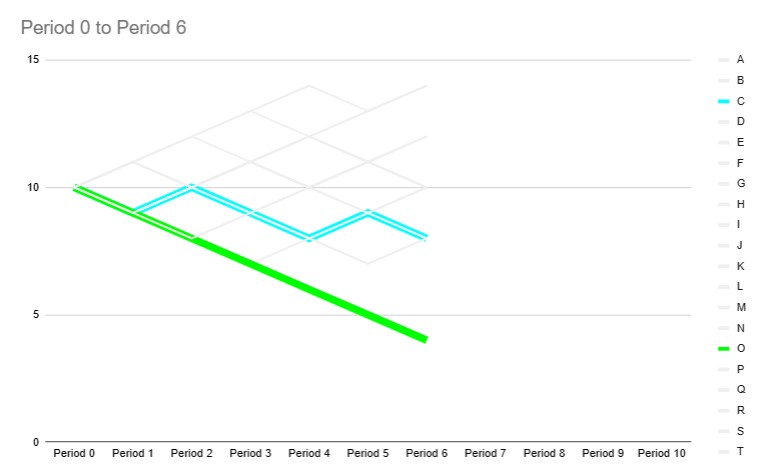 Period 0 to Period 6
15
10
5
0
Period 0 Period 1 Period 2 Period 3 Period 4 Period 5 Period 6 Period 7 Period 8 Period 9 Period 10
A
B
C
D
E
F
G
H
I
J
K
L
M
N
O
P
Q
R
S
T